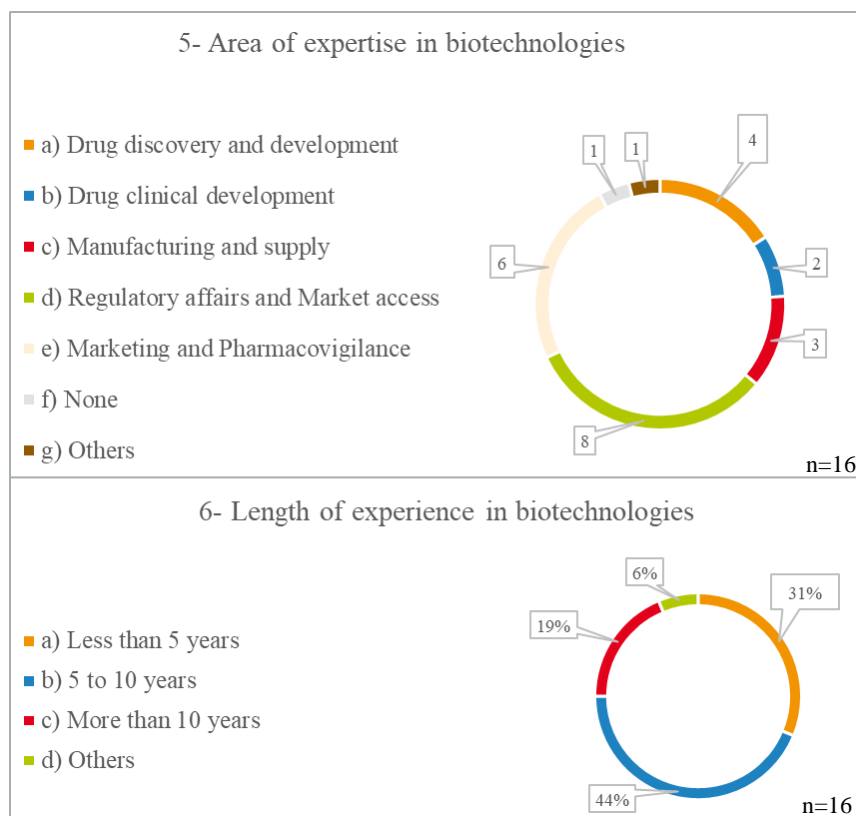 5- Area of expertise in biotechnologies
a) Drug discovery and development
b) Drug clinical development
c) Manufacturing and supply
d) Regulatory affairs and Market access
e) Marketing and Pharmacovigilance
f) None
g) Others
1
1
4
6
2
3
8
n=16
6- Length of experience in biotechnologies
a) Less than 5 years
b) 5 to 10 years
c) More than 10 years
d) Others
6%
31%
19%
44%
n=16